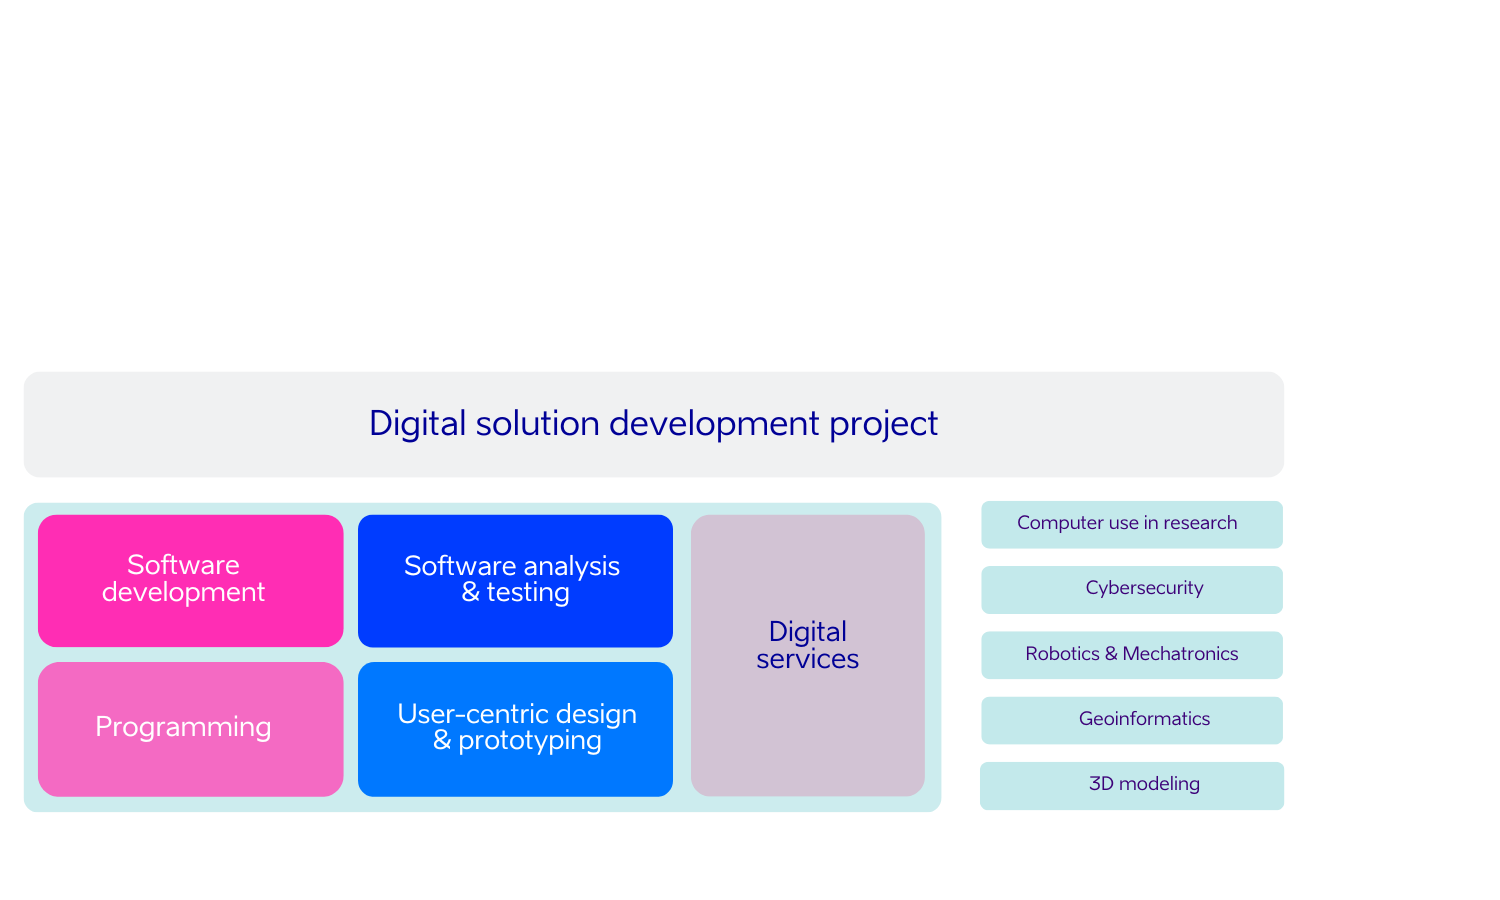 Digital solution development project
Software
development
Software analysis
& testing
Programming
User-centric design
& prototyping
Digital
services
Computer use in research
Cybersecurity
Robotics & Mechatronics
Geoinformatics
3D modeling